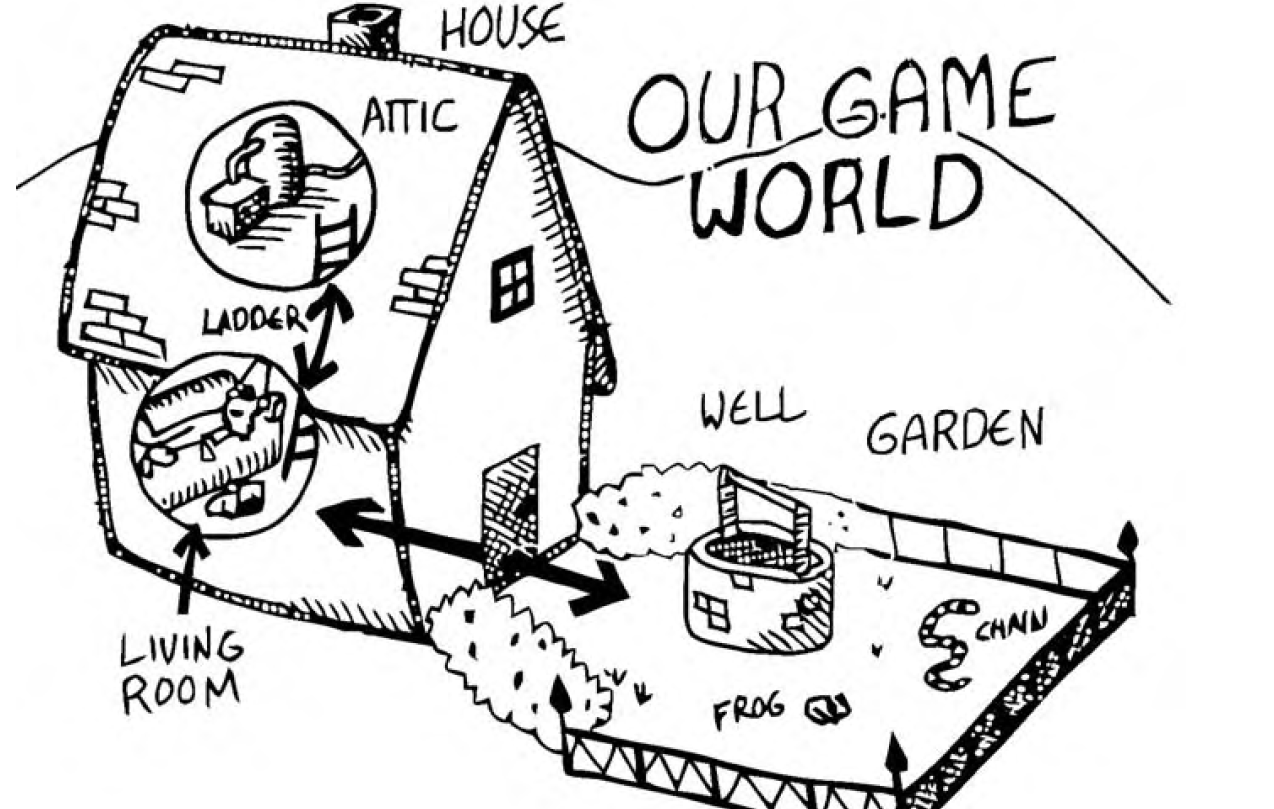 HOUSE
OUR GAME
WORLD
ATTIC
LADDER
WELL
GARDEN
LIVING
ROOM
CHAIN
FROG